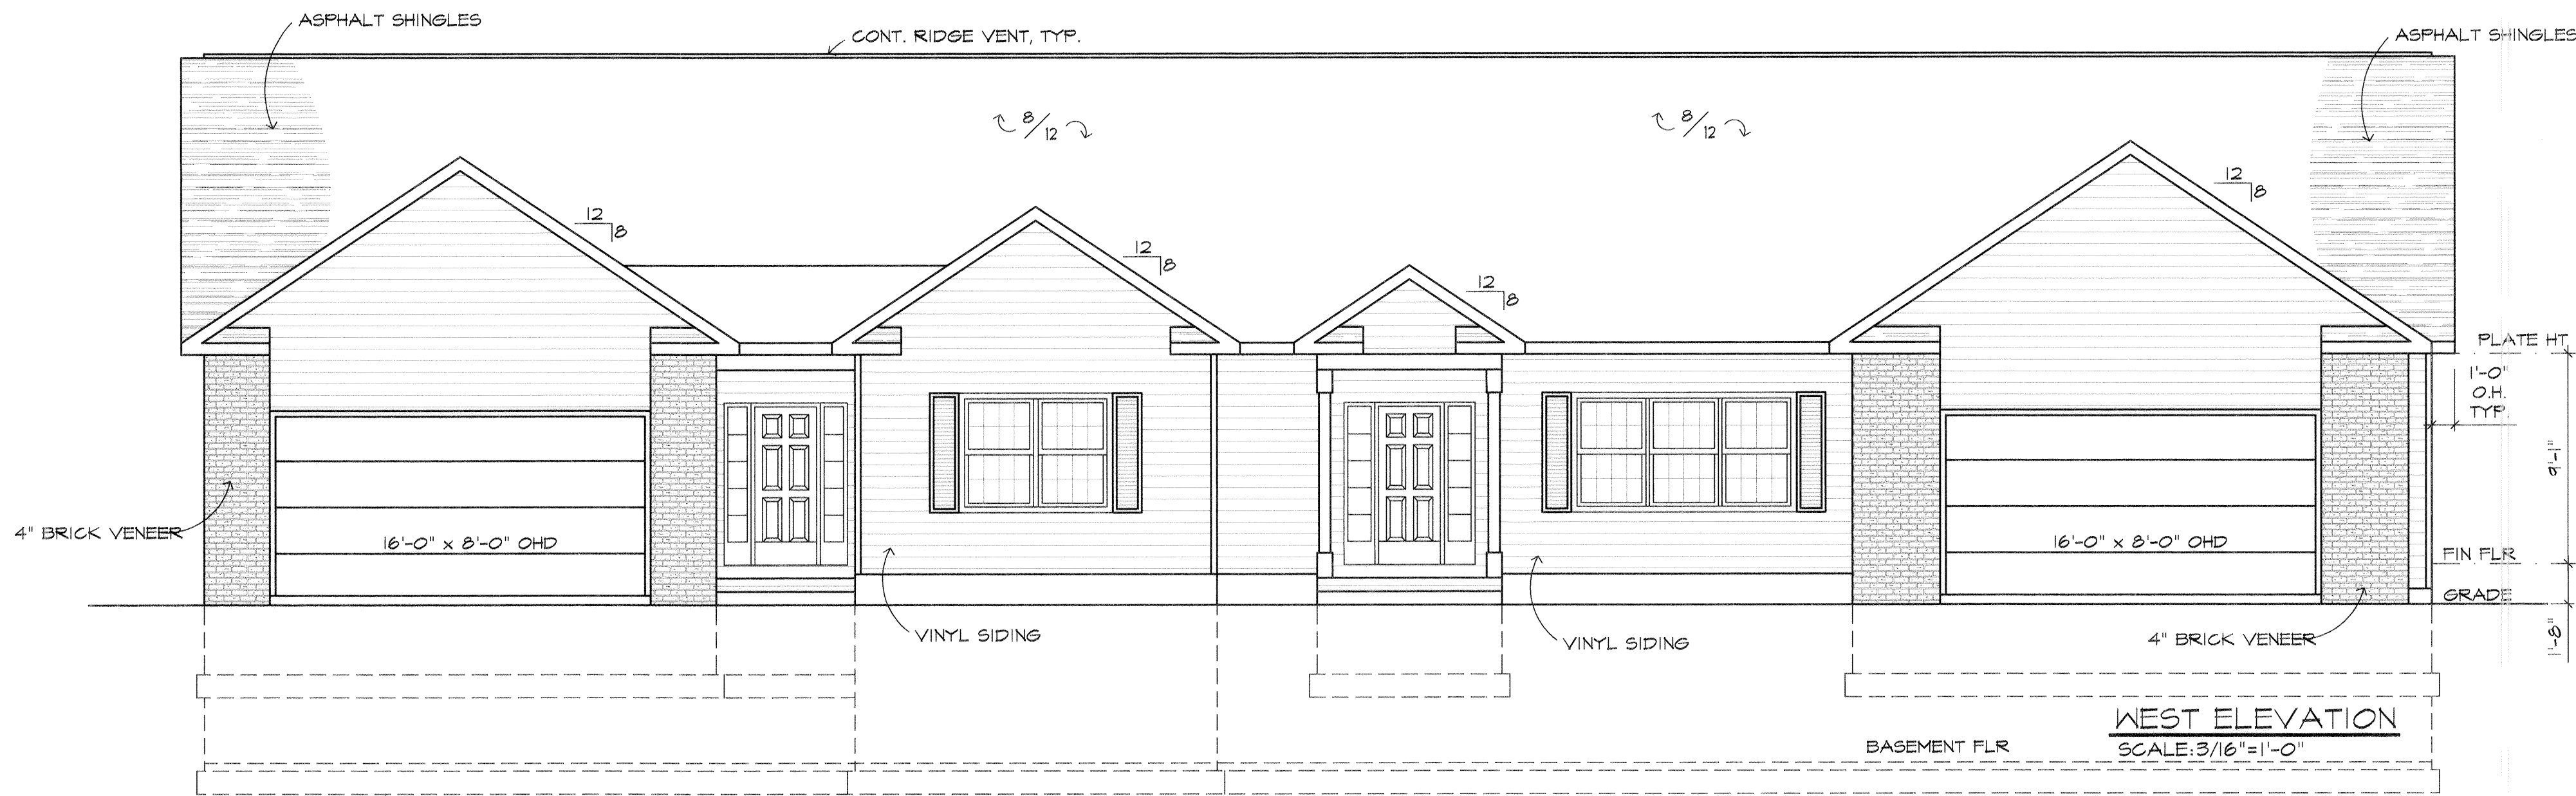 ASPHALT SHINGLES
CONT. RIDGE VENT, TYP.
ASPHALT SHINGLES
8/12
8/12
12
8
12
8
12
8
12
8
PLATE HT
1'-0"
O.H.
TYP.
9'-1"
4" BRICK VENEER
16'-0" x 8'-0" OHD
16'-0" x 8'-0" OHD
FIN FLR
GRADE
1'-8"
VINYL SIDING
VINYL SIDING
4" BRICK VENEER
WEST ELEVATION
SCALE:3/16"=1'-0"
BASEMENT FLR